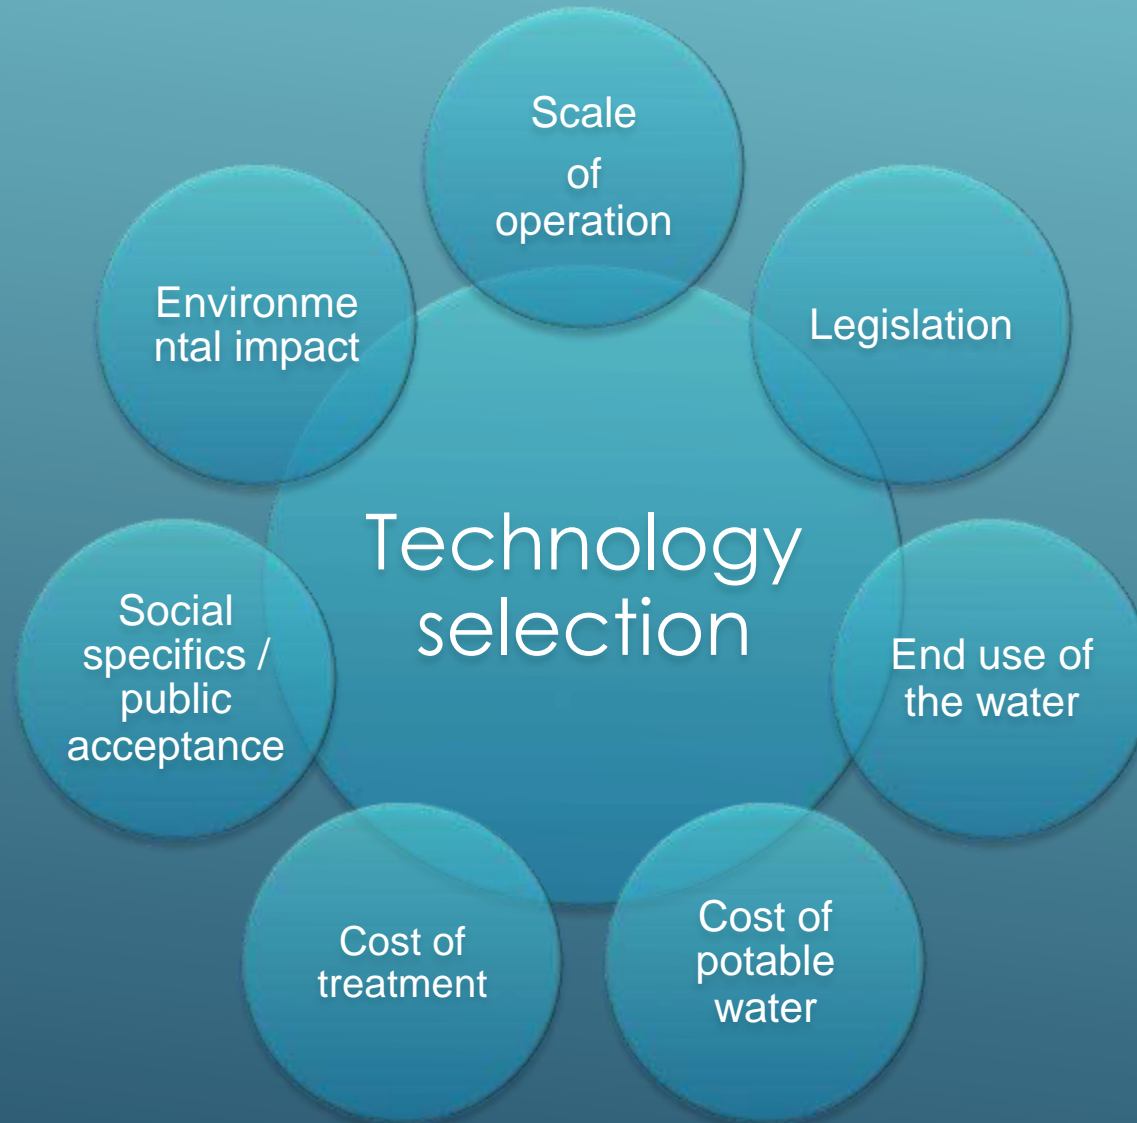 Scale
of
operation
Environme
ntal impact
Legislation
Technology
selection
Social
specifics /
public
acceptance
End use of
the water
Cost of
treatment
Cost of
potable
water